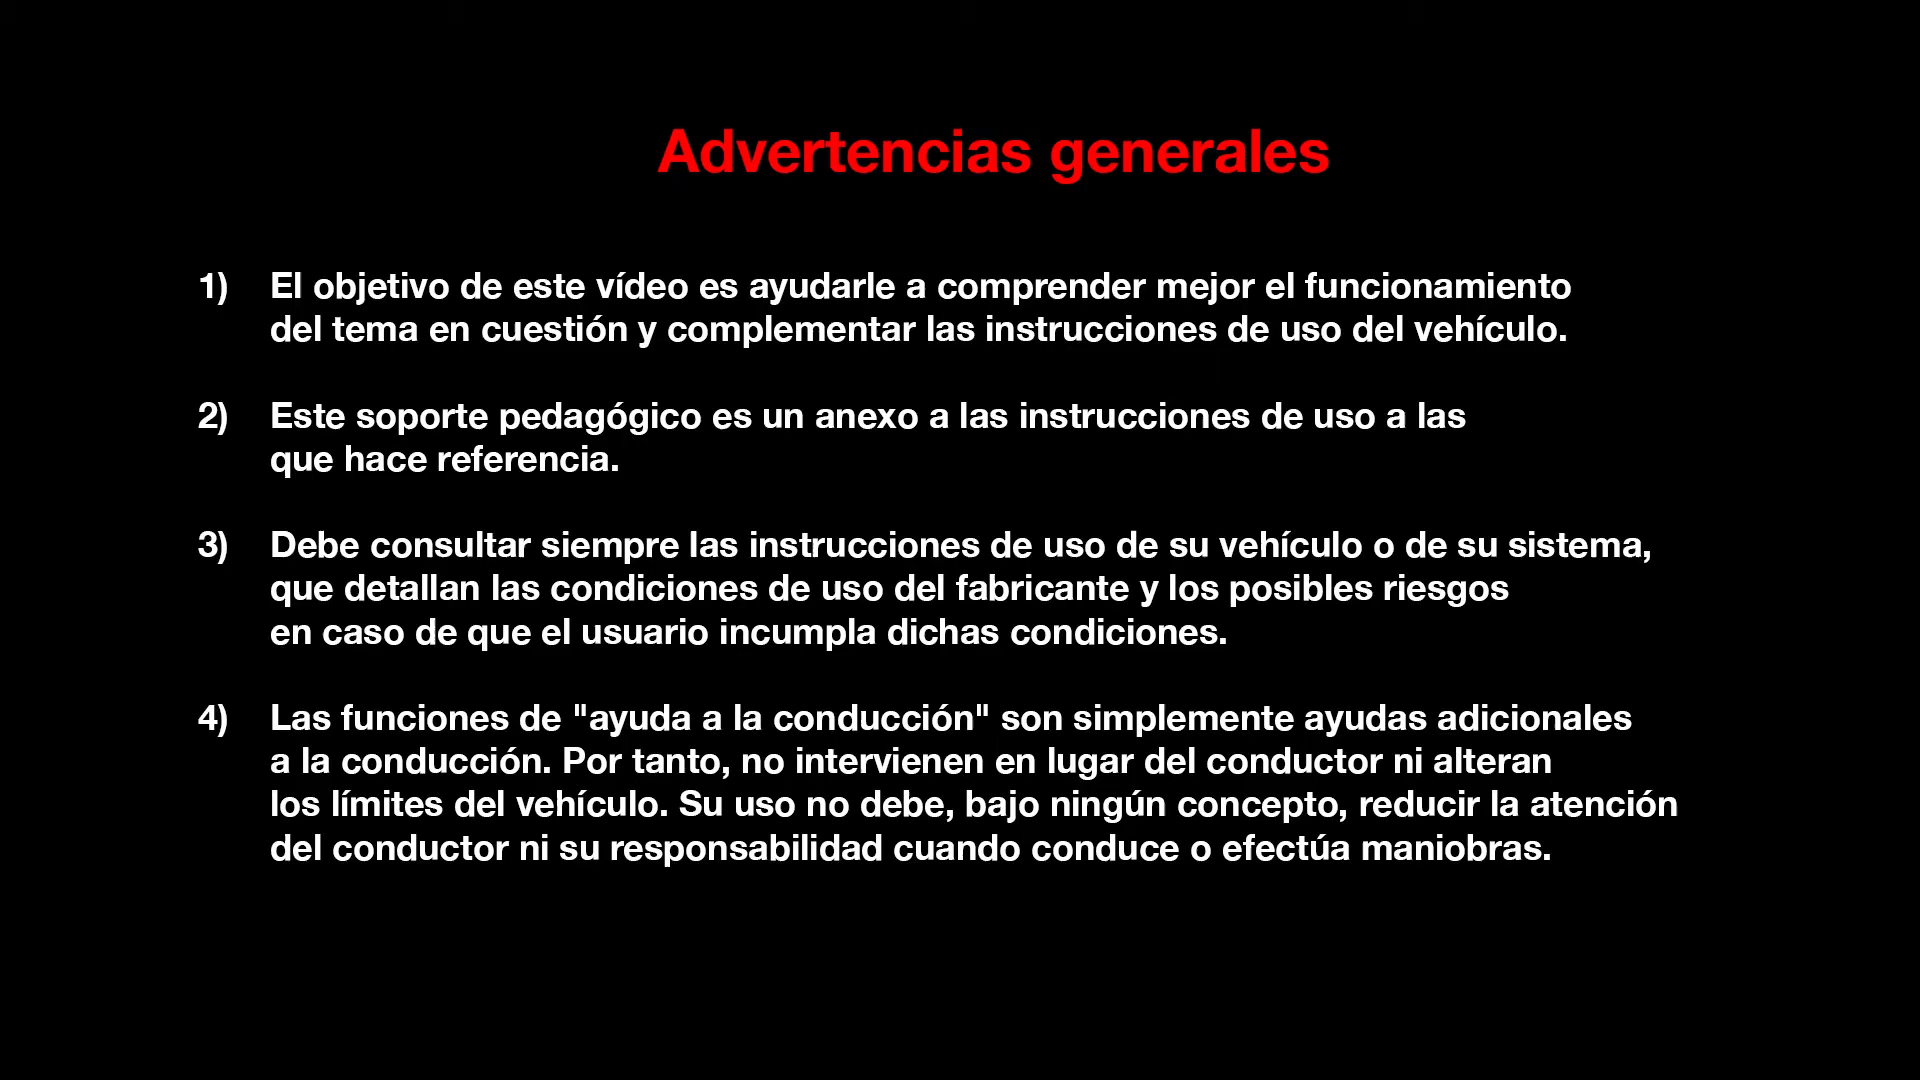 Advertencias generales
1) El objetivo de este vídeo es ayudarle a comprender mejor el funcionamiento
del tema en cuestión y complementar las instrucciones de uso del vehículo.
2) Este soporte pedagógico es un anexo a las instrucciones de uso a las
que hace referencia.
3) Debe consultar siempre las instrucciones de uso de su vehículo o de su sistema,
que detallan las condiciones de uso del fabricante y los posibles riesgos
en caso de que el usuario incumpla dichas condiciones.
4) Las funciones de "ayuda a la conducción" son simplemente ayudas adicionales
a la conducción. Por tanto, no intervienen en lugar del conductor ni alteran
los límites del vehículo. Su uso no debe, bajo ningún concepto, reducir la atención
del conductor ni su responsabilidad cuando conduce o efectúa maniobras.